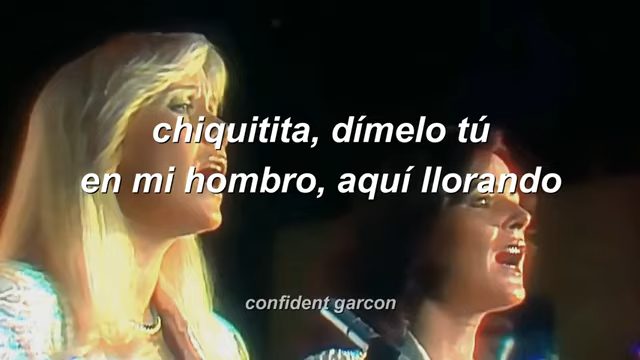 chiquitita, dímelo tú
en mi hombro, aquí llorando
confident garcon